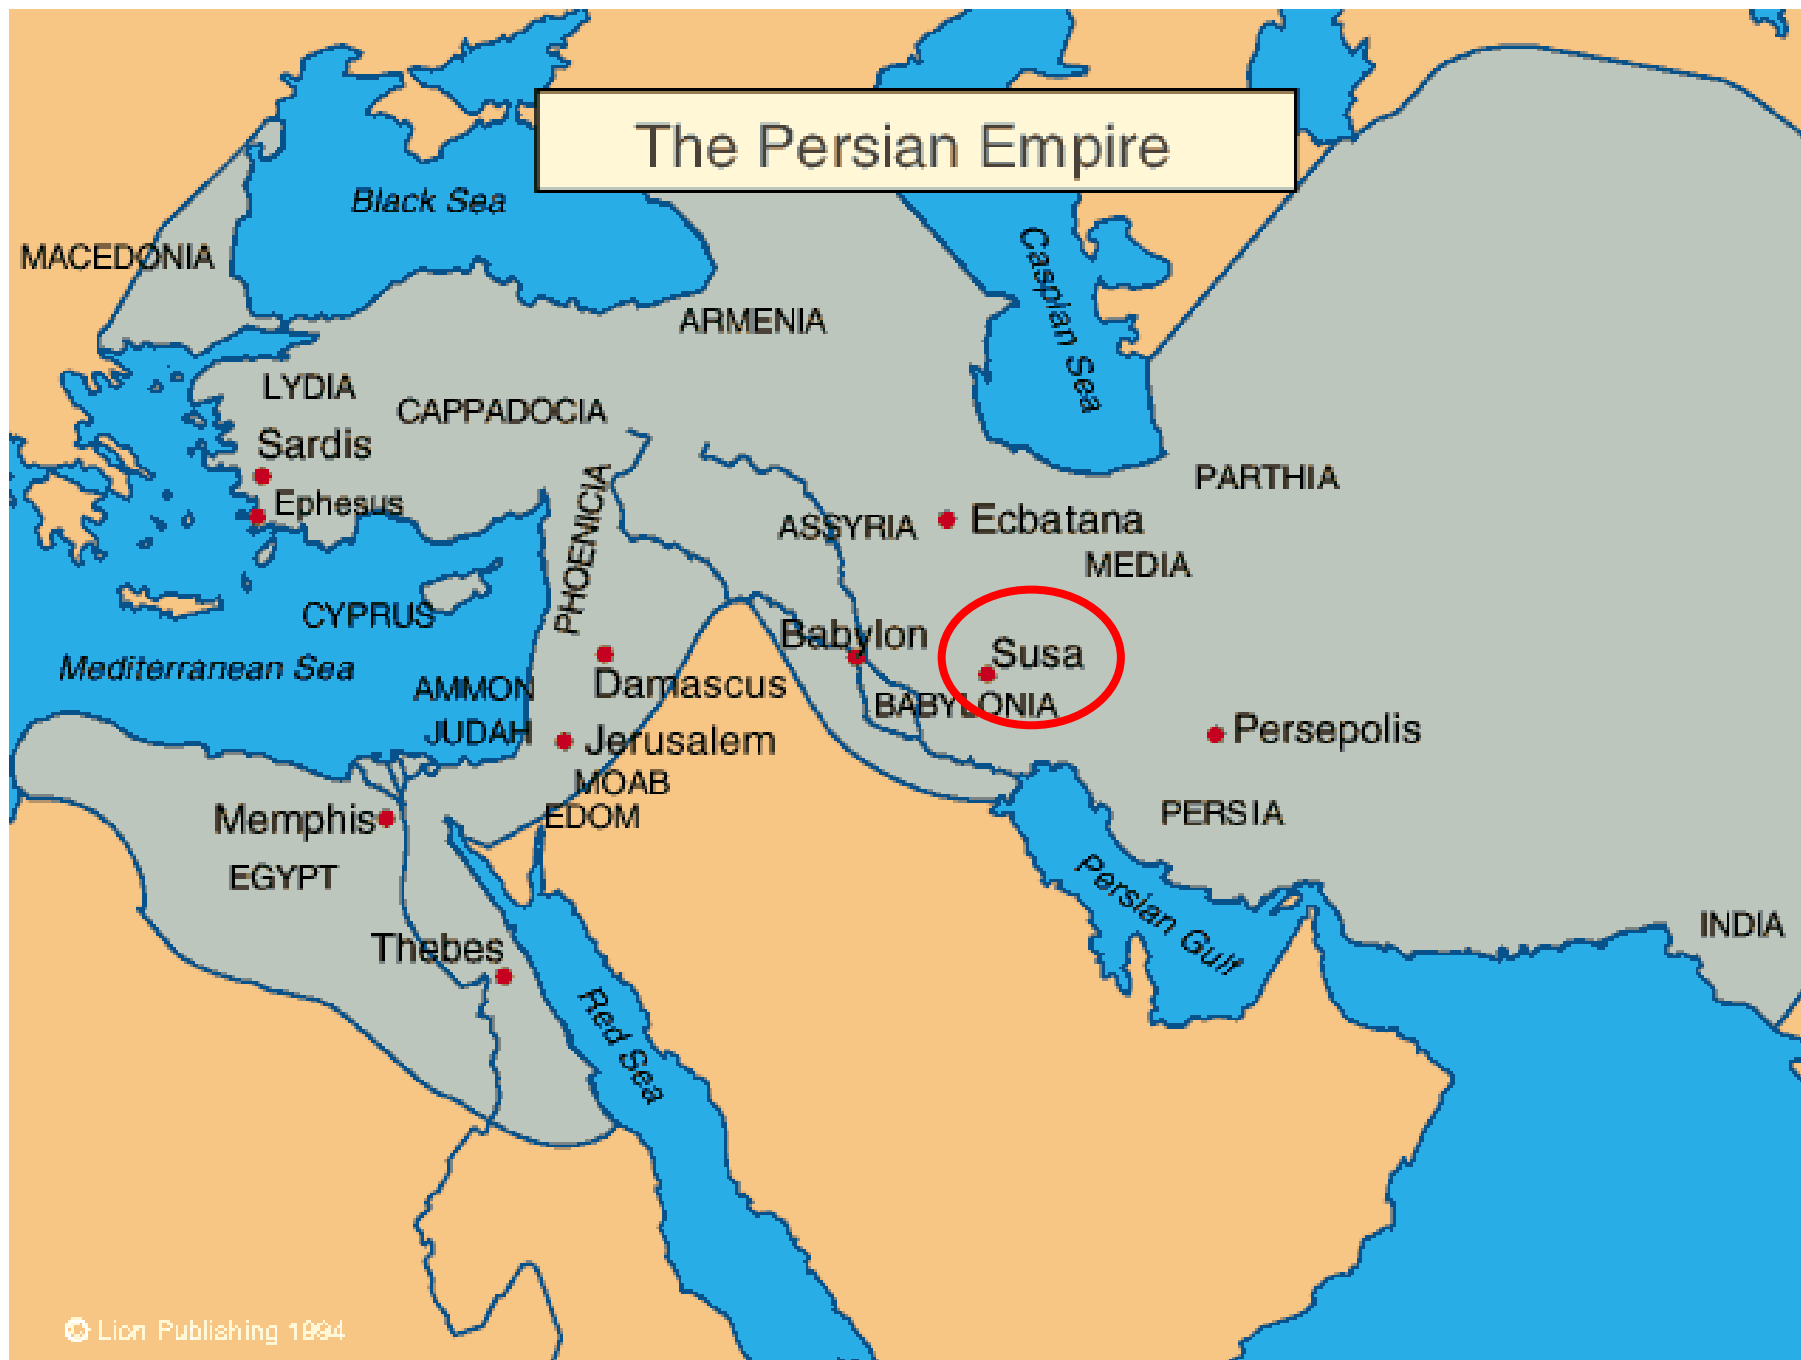 The Persian Empire
Black Sea
MACEDONIA
Caspian Sea
ARMENIA
LYDIA
CAPPADOCIA
Sardis
PARTHIA
Ephesus
PHOENICIA
ASSYRIA
Ecbatana
MEDIA
CYPRUS
Babylon
Susa
Mediterranean Sea
AMMON
Damascus
BABYLONIA
JUDAH
Jerusalem
Persepolis
MOAB
EDOM
Memphis
PERSIA
EGYPT
Persian Gulf
INDIA
Thebes
Red Sea
© Lion Publishing 1994